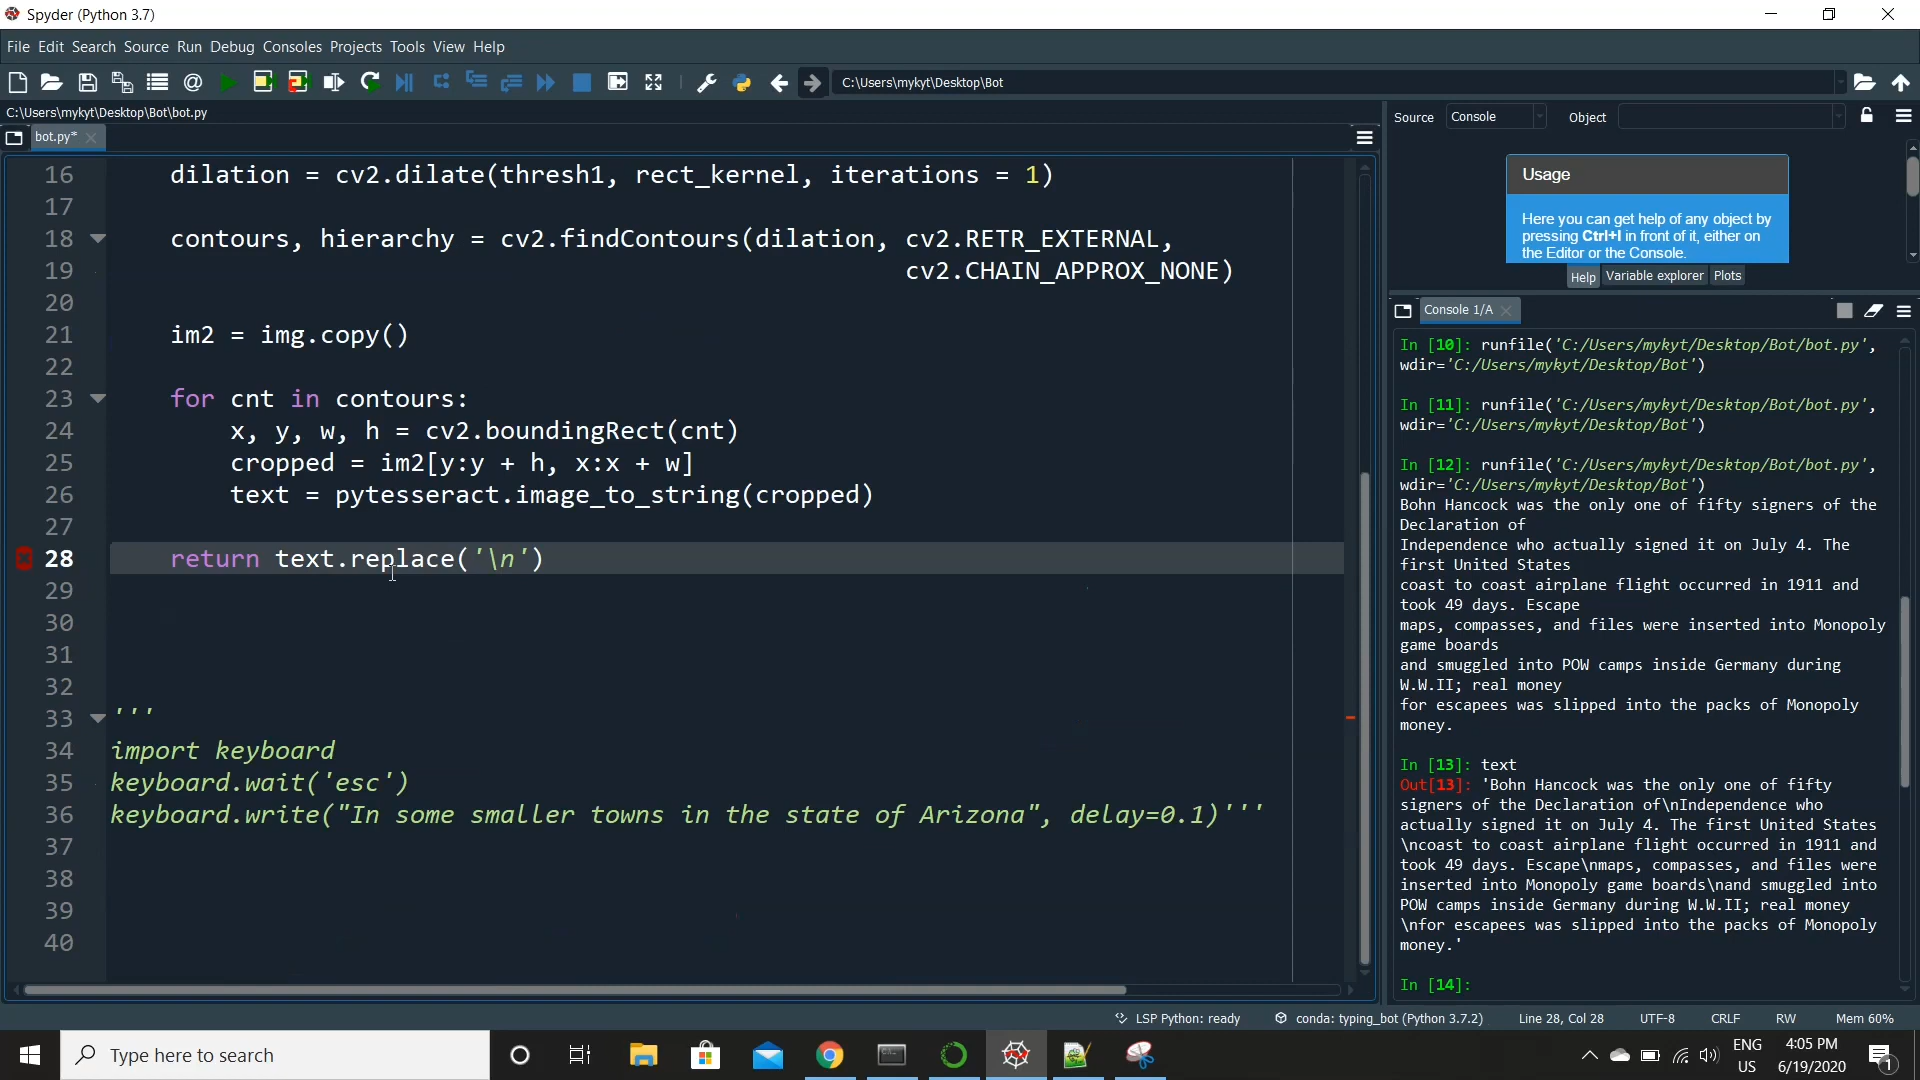 Spyder (Python 3.7)
File Edit Search Source Run Debug Consoles Projects Tools View Help
C:\Users\mykyt\Desktop\Bot
C:\Users\mykyt\Desktop\Bot\bot.py
bot.py*
16 dilation = cv2.dilate(thresh1, rect_kernel, iterations = 1)
17
18 contours, hierarchy = cv2.findContours(dilation, cv2.RETR_EXTERNAL,
19 cv2.CHAIN_APPROX_NONE)
20
21 im2 = img.copy()
22
23 for cnt in contours:
24 x, y, w, h = cv2.boundingRect(cnt)
25 cropped = im2[y:y + h, x:x + w]
26 text = pytesseract.image_to_string(cropped)
27
28 return text.replace('\n')
29
30
31
32
33 '''
34 import keyboard
35 keyboard.wait('esc')
36 keyboard.write("In some smaller towns in the state of Arizona", delay=0.1)'''
37
38
39
40
Source Console Object
Usage
Here you can get help of any object by
pressing Ctrl+I in front of it, either on
the Editor or the Console.
Help Variable explorer Plots
Console 1/A
In [10]: runfile('C:/Users/mykyt/Desktop/Bot/bot.py',
wdir='C:/Users/mykyt/Desktop/Bot')
In [11]: runfile('C:/Users/mykyt/Desktop/Bot/bot.py',
wdir='C:/Users/mykyt/Desktop/Bot')
In [12]: runfile('C:/Users/mykyt/Desktop/Bot/bot.py',
wdir='C:/Users/mykyt/Desktop/Bot')
Bohn Hancock was the only one of fifty signers of the
Declaration of
Independence who actually signed it on July 4. The
first United States
coast to coast airplane flight occurred in 1911 and
took 49 days. Escape
maps, compasses, and files were inserted into Monopoly
game boards
and smuggled into POW camps inside Germany during
W.W.II; real money
for escapees was slipped into the packs of Monopoly
money.
In [13]: text
Out[13]: 'Bohn Hancock was the only one of fifty
signers of the Declaration of\nIndependence who
actually signed it on July 4. The first United States
\ncoast to coast airplane flight occurred in 1911 and
took 49 days. Escape\nmaps, compasses, and files were
inserted into Monopoly game boards\nand smuggled into
POW camps inside Germany during W.W.II; real money
\nfor escapees was slipped into the packs of Monopoly
money.'
In [14]:
LSP Python: ready conda: typing_bot (Python 3.7.2) Line 28, Col 28 UTF-8 CRLF RW Mem 60%
Type here to search
ENG
US
4:05 PM
6/19/2020
1